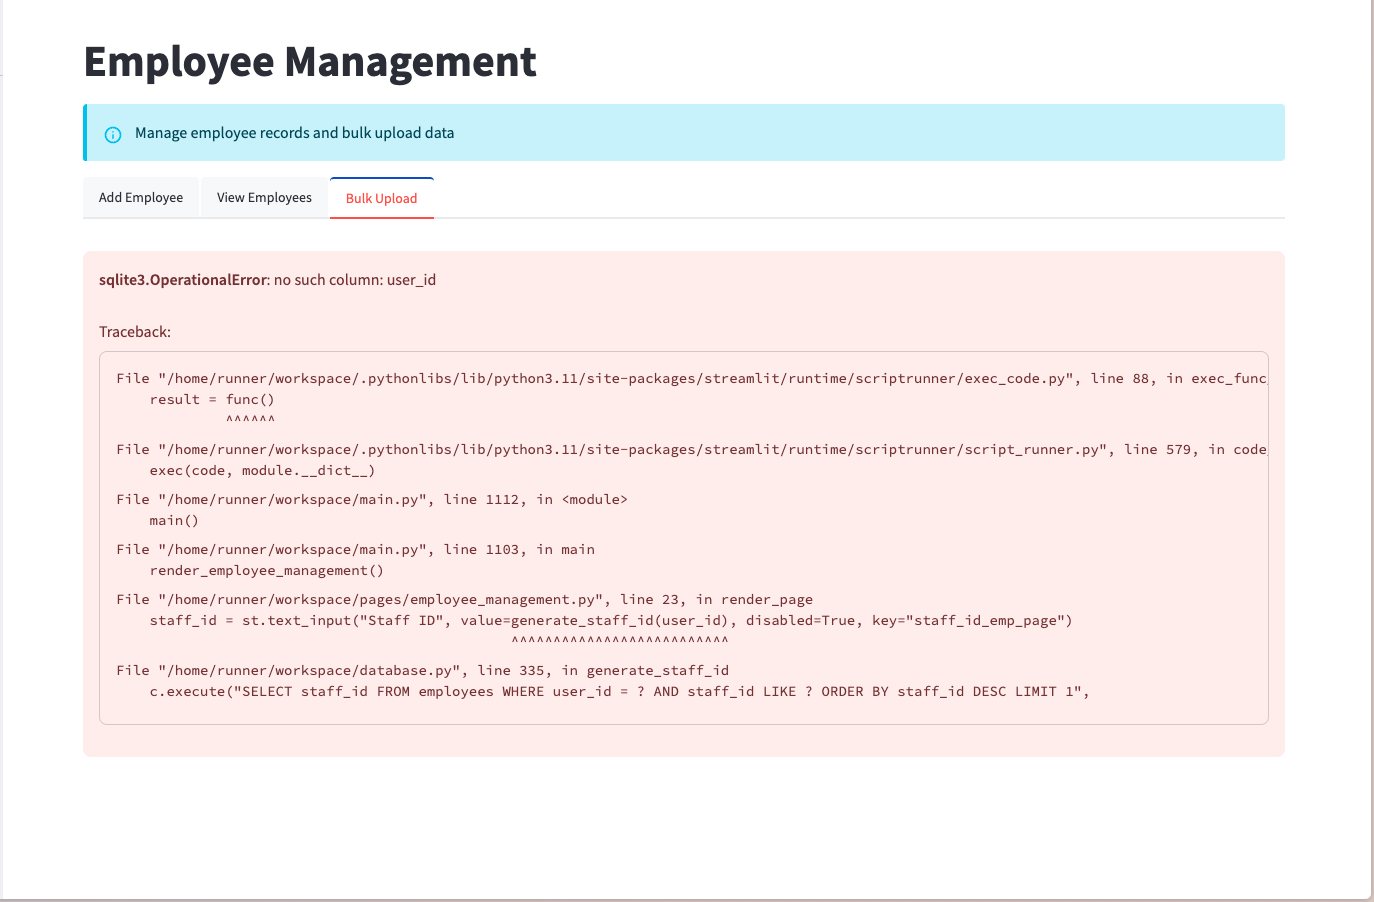 Employee Management
Manage employee records and bulk upload data
Add Employee View Employees Bulk Upload
sqlite3.OperationalError: no such column: user_id
Traceback:
File "/home/runner/workspace/.pythonlibs/lib/python3.11/site-packages/streamlit/runtime/scriptrunner/exec_code.py", line 88, in exec_func_
    result = func()
             ^^^^^^
File "/home/runner/workspace/.pythonlibs/lib/python3.11/site-packages/streamlit/runtime/scriptrunner/script_runner.py", line 579, in code_
    exec(code, module.__dict__)
File "/home/runner/workspace/main.py", line 1112, in <module>
    main()
File "/home/runner/workspace/main.py", line 1103, in main
    render_employee_management()
File "/home/runner/workspace/pages/employee_management.py", line 23, in render_page
    staff_id = st.text_input("Staff ID", value=generate_staff_id(user_id), disabled=True, key="staff_id_emp_page")
                                               ^^^^^^^^^^^^^^^^^^^^^^^^^^
File "/home/runner/workspace/database.py", line 335, in generate_staff_id
    c.execute("SELECT staff_id FROM employees WHERE user_id = ? AND staff_id LIKE ? ORDER BY staff_id DESC LIMIT 1",